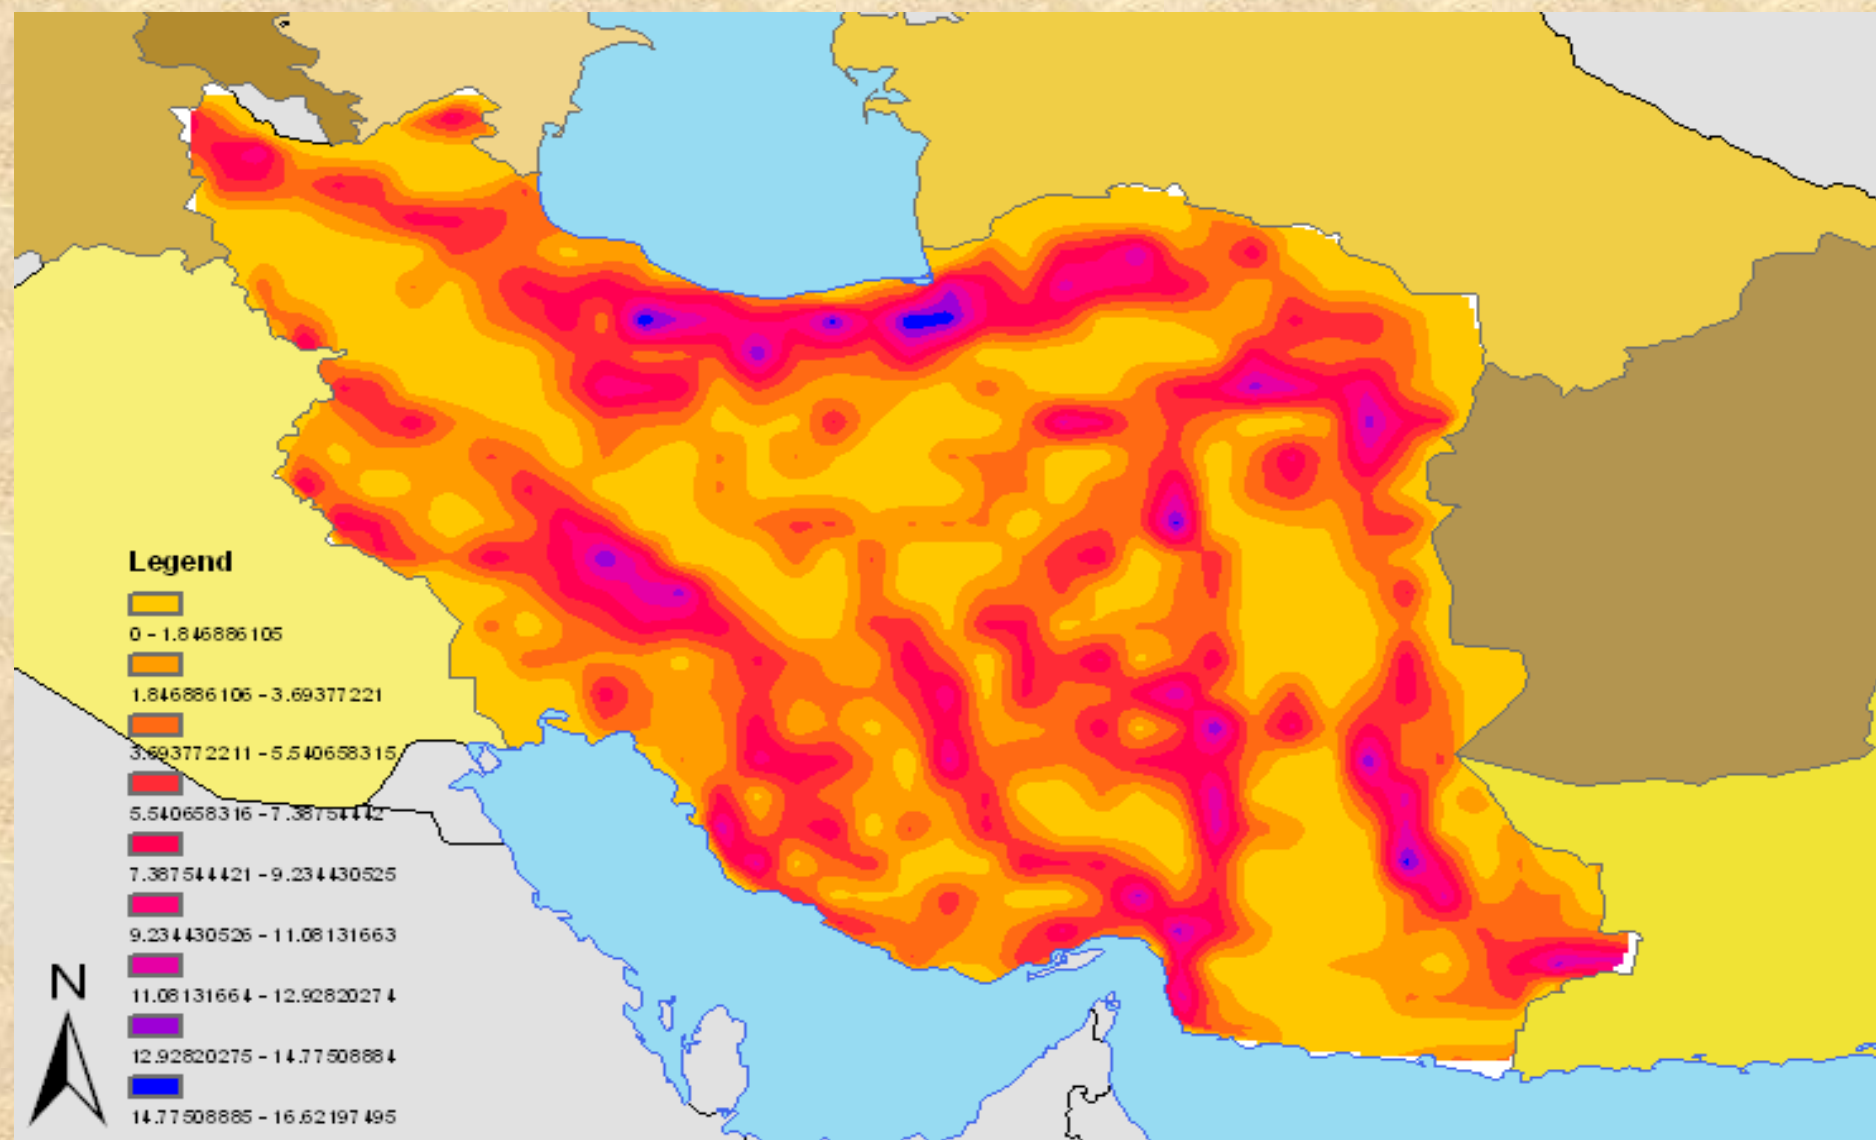 Legend
0 - 1.846886105
1.846886106 - 3.69377221
3.693772211 - 5.540658315
5.540658316 - 7.38754442
7.387544421 - 9.234430525
9.234430526 - 11.08131663
11.08131664 - 12.92820274
12.92820275 - 14.77508884
14.77508885 - 16.62197495
N